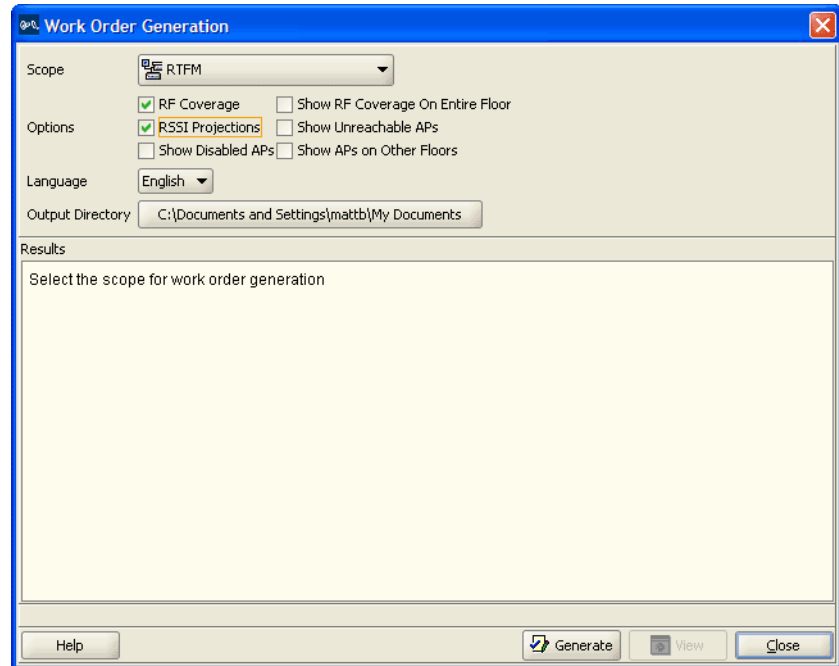 Work Order Generation
Scope RTFM
RF Coverage Show RF Coverage On Entire Floor
Options RSSI Projections Show Unreachable APs
Show Disabled APs Show APs on Other Floors
Language English
Output Directory C:\Documents and Settings\mattb\My Documents
Results
Select the scope for work order generation
Help Generate View Close